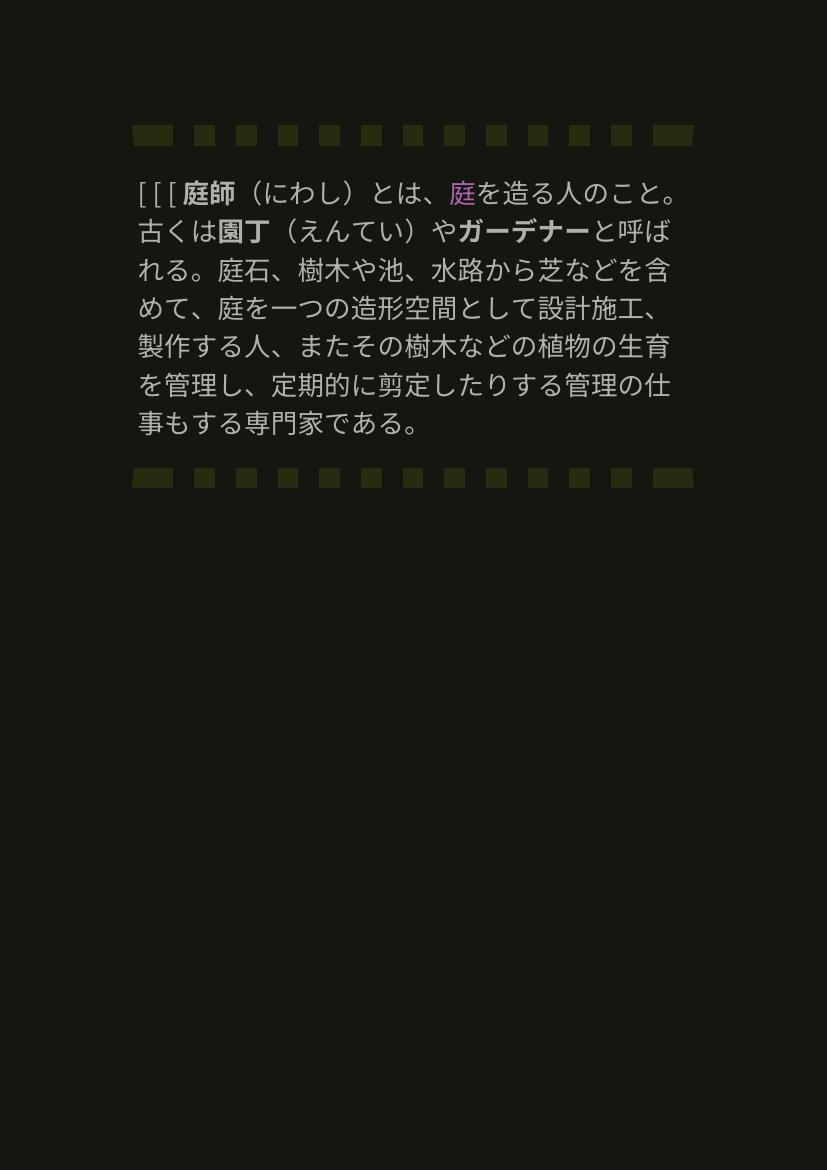 [ [ [ 庭師（にわし）とは、庭を造る人のこと。
古くは園丁（えんてい）やガーデナーと呼ば
れる。庭石、樹木や池、水路から芝などを含
めて、庭を一つの造形空間として設計施工、
製作する人、またその樹木などの植物の生育
を管理し、定期的に剪定したりする管理の仕
事もする専門家である。